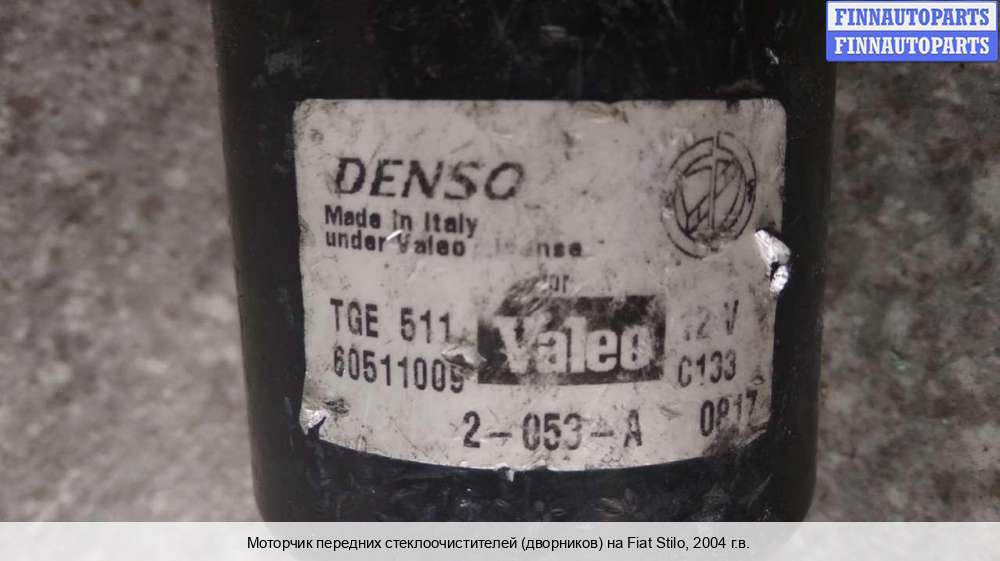 FINNAUTOPARTS
FINNAUTOPARTS
DENSO
Made in Italy
under Valeo
for
TGE 511
Valeo
12 V
60511009
C133
2-053-A
0817
Моторчик передних стеклоочистителей (дворников) на Fiat Stilo, 2004 г.в.